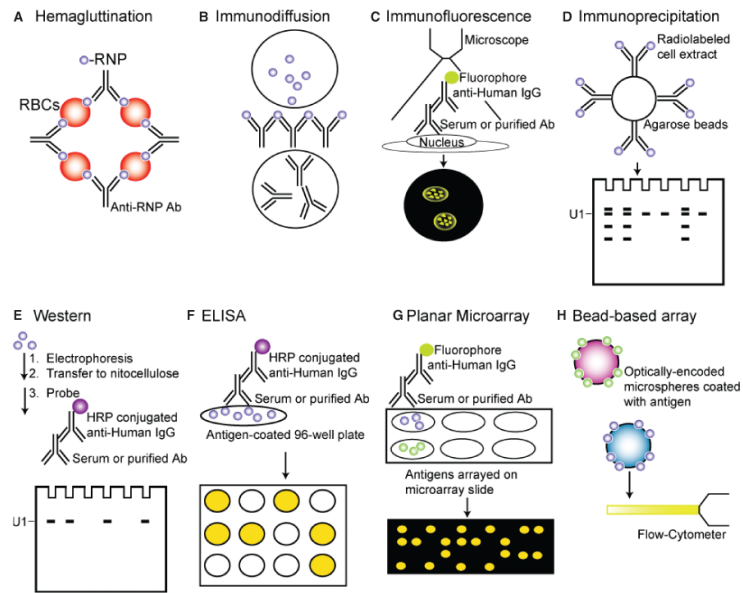 A Hemagluttination
-RNP
RBCs
Anti-RNP Ab
B Immunodiffusion
C Immunofluorescence
Microscope
Fluorophore
anti-Human IgG
Serum or purified Ab
Nucleus
D Immunoprecipitation
Radiolabeled
cell extract
Agarose beads
U1
E Western
1. Electrophoresis
2. Transfer to nitocellulose
3. Probe
HRP conjugated
anti-Human IgG
Serum or purified Ab
U1
F ELISA
HRP conjugated
anti-Human IgG
Serum or purified Ab
Antigen-coated 96-well plate
G Planar Microarray
Fluorophore
anti-Human IgG
Serum or purified Ab
Antigens arrayed on
microarray slide
H Bead-based array
Optically-encoded
microspheres coated
with antigen
Flow-Cytometer